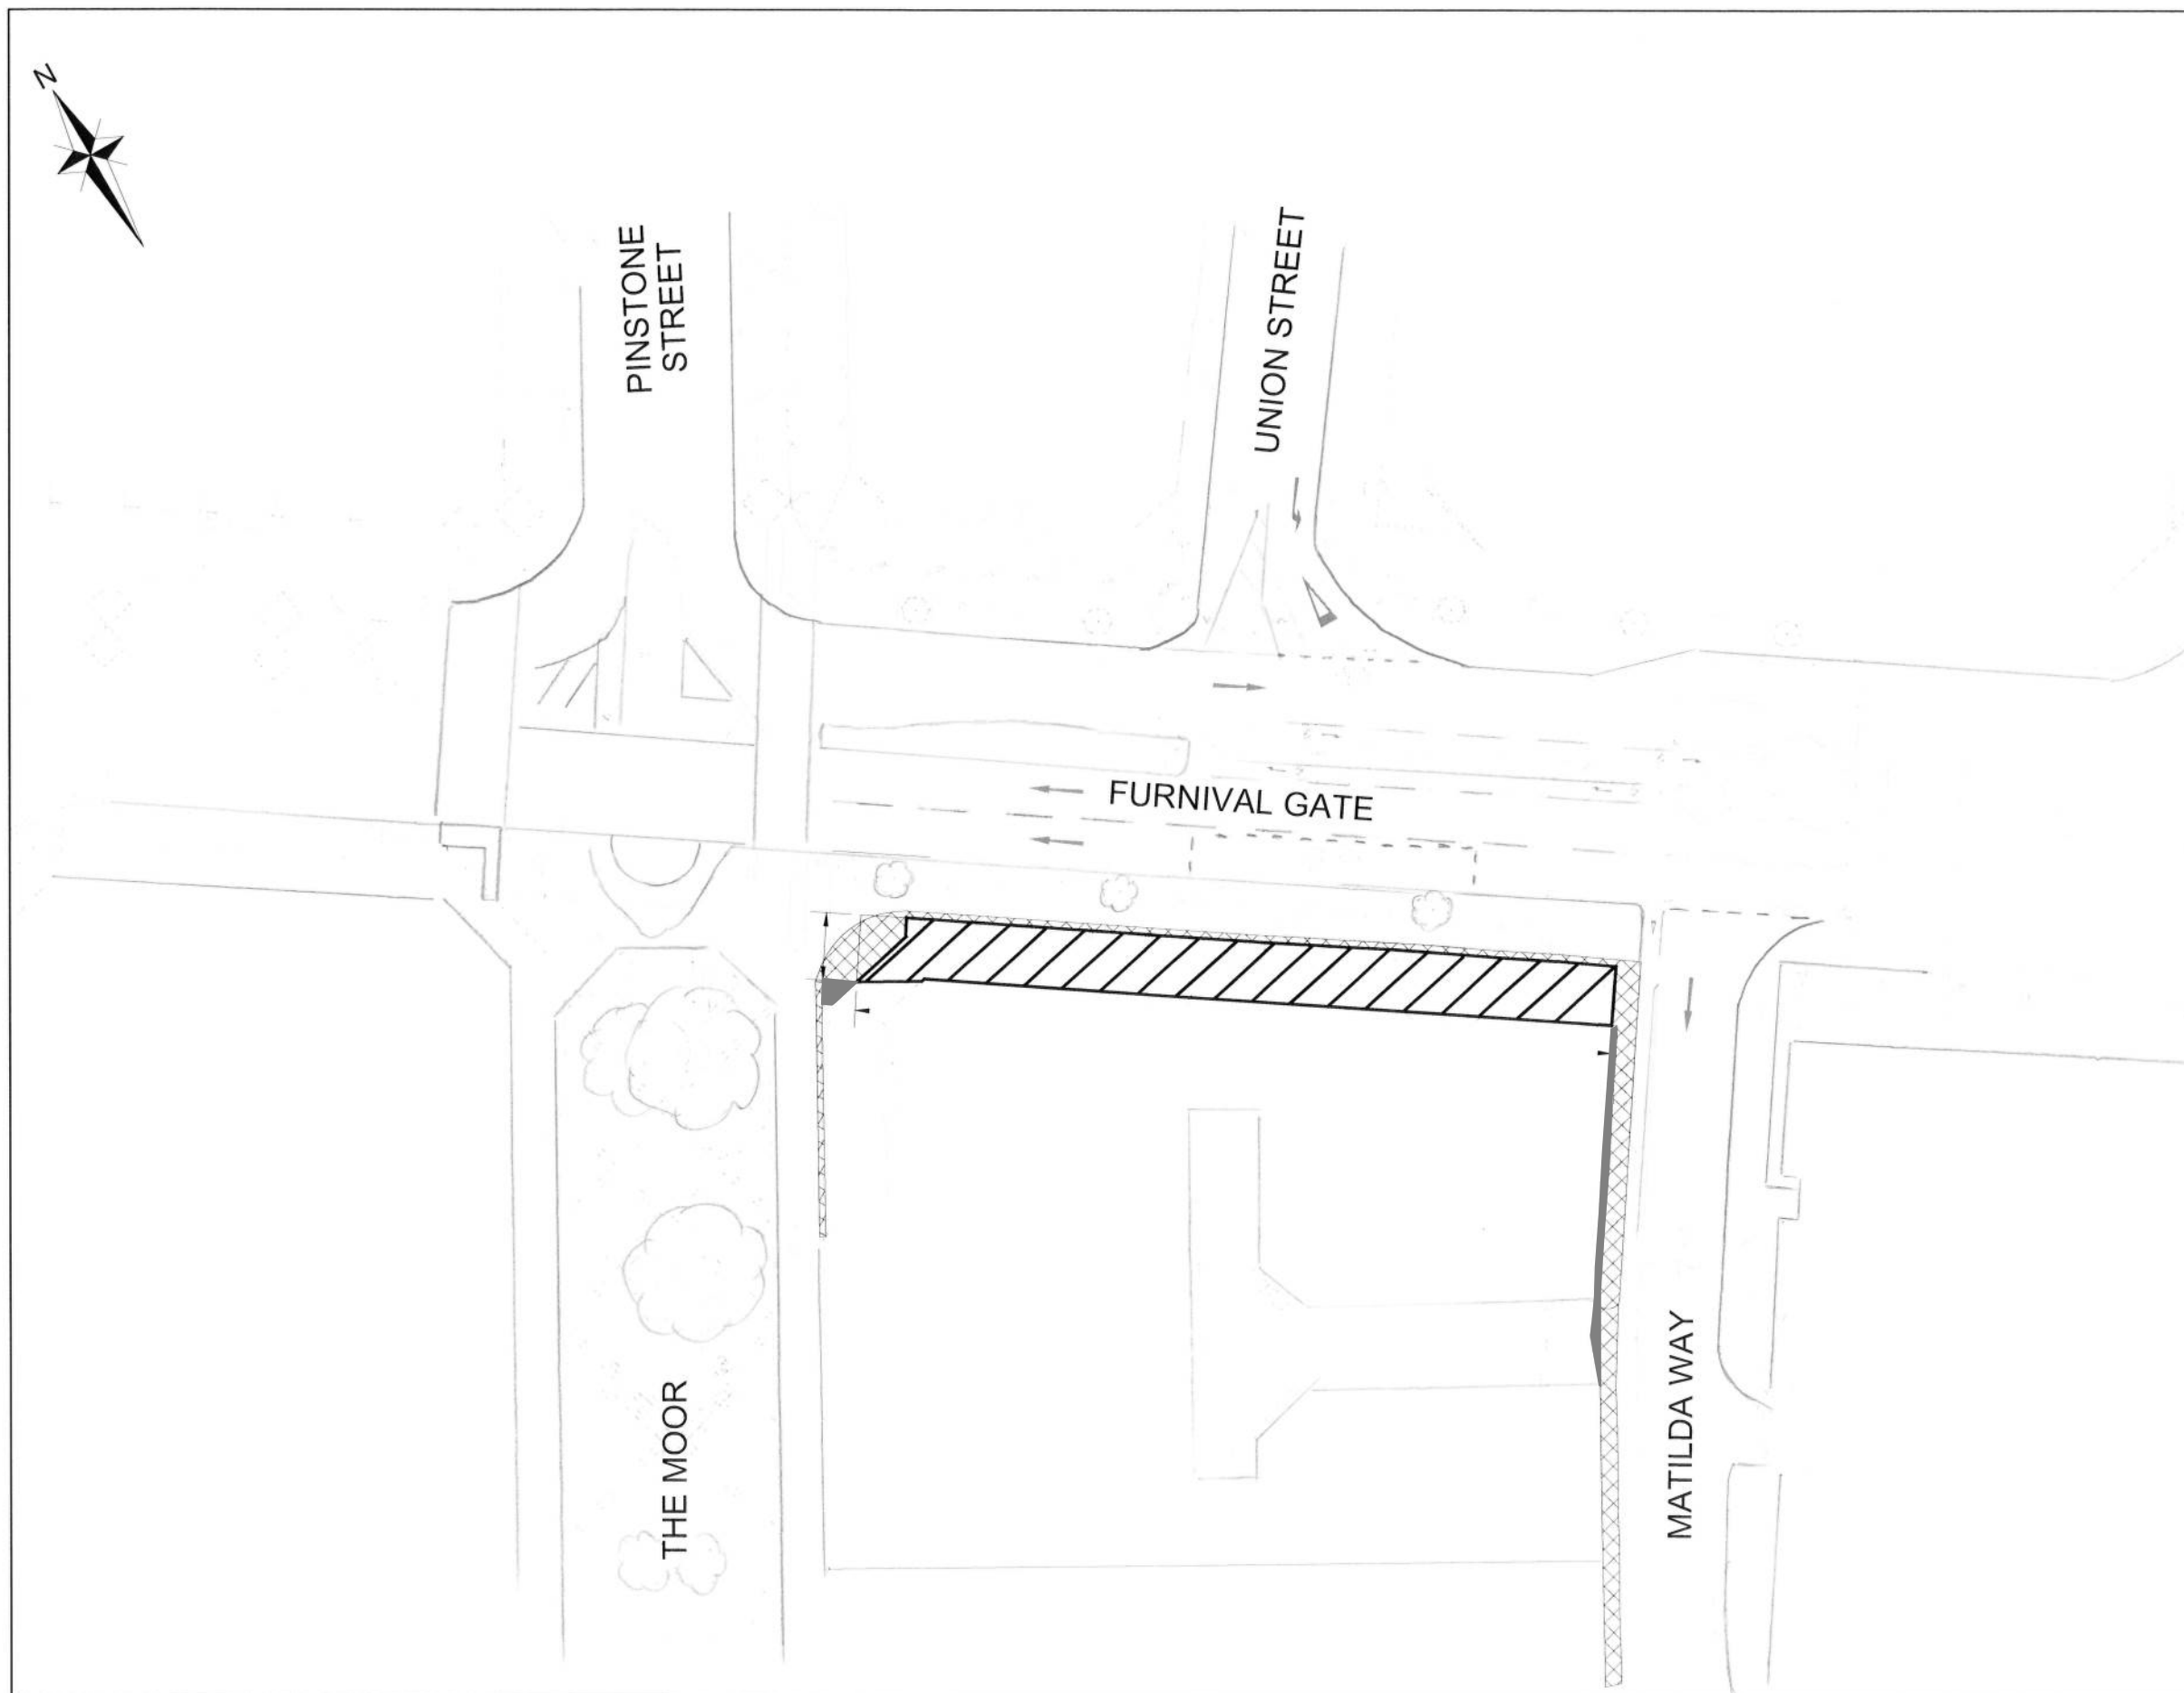 N
PINSTONE
STREET
UNION STREET
FURNIVAL GATE
THE MOOR
MATILDA WAY